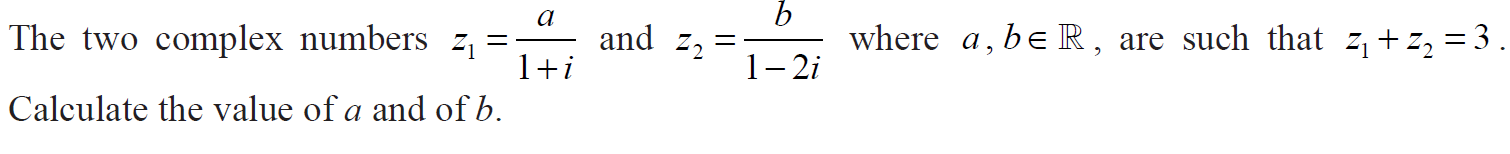 The two complex numbers z₁ = a/(1+i) and z₂ = b/(1−2i) where a, b ∈ ℝ, are such that z₁ + z₂ = 3.
Calculate the value of a and of b.